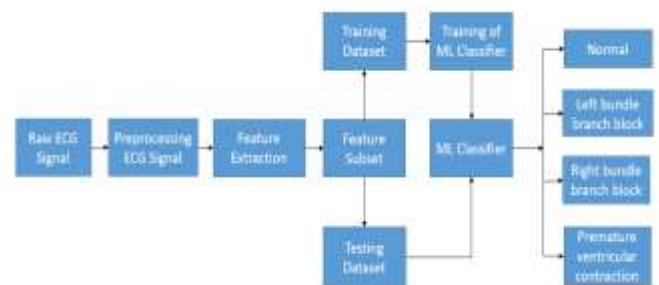 Training
Dataset
Training of
ML Classifier
Normal
Left bundle
branch block
Raw ECG
Signal
Preprocessing
ECG Signal
Feature
Extraction
Feature
Subset
ML Classifier
Right bundle
branch block
Testing
Dataset
Premature
ventricular
contraction